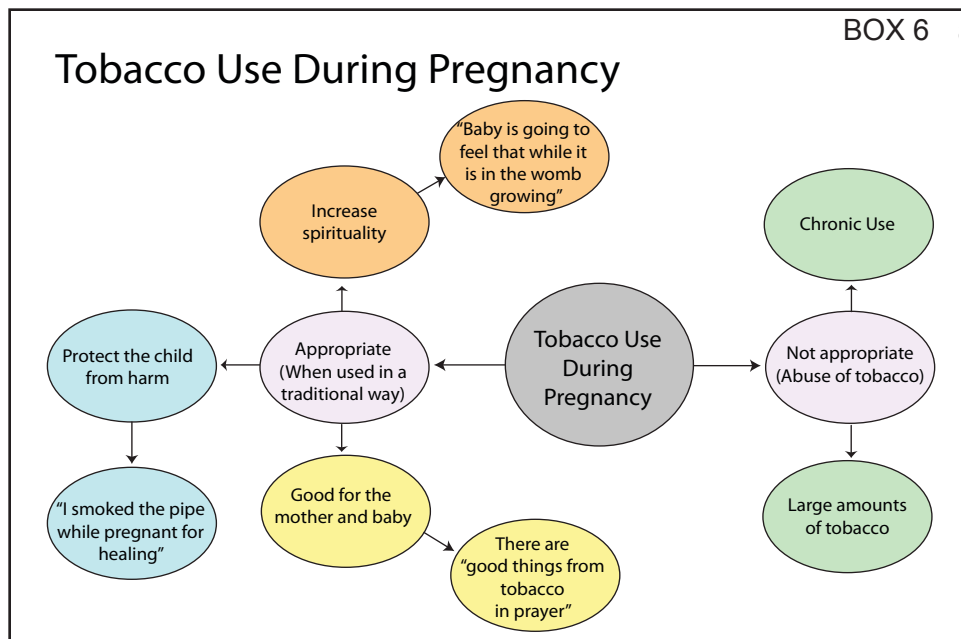 BOX 6
Tobacco Use During Pregnancy
“Baby is going to
feel that while it
is in the womb
growing”
Increase
spirituality
Chronic Use
Protect the child
from harm
Appropriate
(When used in a
traditional way)
Tobacco Use
During
Pregnancy
Not appropriate
(Abuse of tobacco)
“I smoked the pipe
while pregnant for
healing”
Good for the
mother and baby
There are
“good things from
tobacco
in prayer”
Large amounts
of tobacco